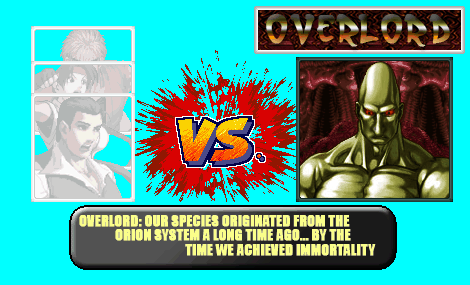 OVERLORD
VS.
OVERLORD: OUR SPECIES ORIGINATED FROM THE
ORION SYSTEM A LONG TIME AGO... BY THE
TIME WE ACHIEVED IMMORTALITY